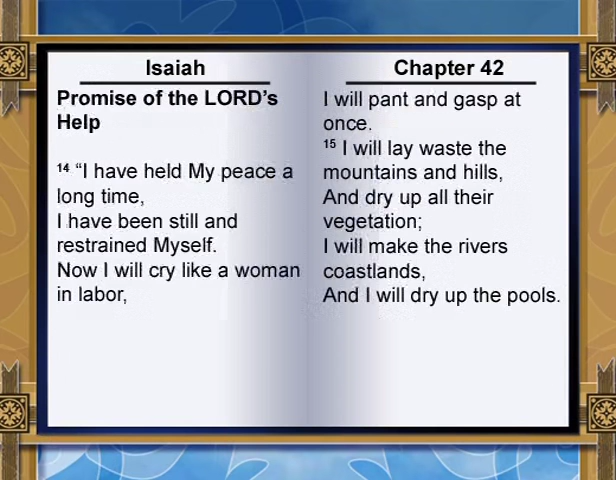 Isaiah
Promise of the LORD’s
Help
14 “I have held My peace a
long time,
I have been still and
restrained Myself.
Now I will cry like a woman
in labor,
Chapter 42
I will pant and gasp at
once.
15 I will lay waste the
mountains and hills,
And dry up all their
vegetation;
I will make the rivers
coastlands,
And I will dry up the pools.